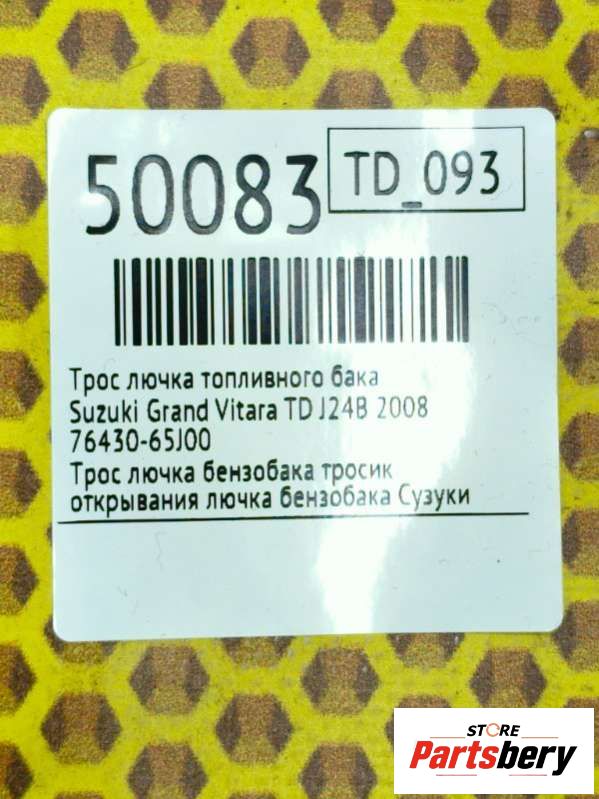 50083
TD_093
Трос лючка топливного бака
Suzuki Grand Vitara TD J24B 2008
76430-65J00
Трос лючка бензобака тросик
открывания лючка бензобака Сузуки
STORE
Partsbery